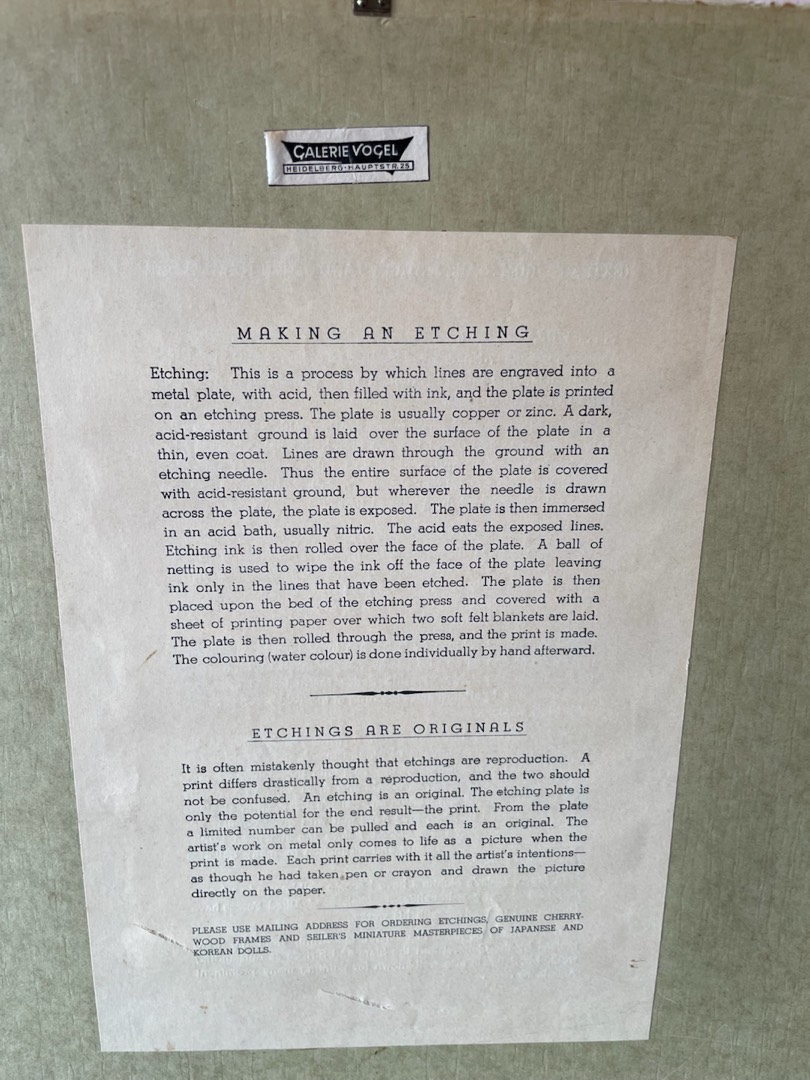 GALERIE VOGEL
HEIDELBERG-HAUPTSTR. 25
MAKING AN ETCHING
Etching: This is a process by which lines are engraved into a
metal plate, with acid, then filled with ink, and the plate is printed
on an etching press. The plate is usually copper or zinc. A dark,
acid-resistant ground is laid over the surface of the plate in a
thin, even coat. Lines are drawn through the ground with an
etching needle. Thus the entire surface of the plate is covered
with acid-resistant ground, but wherever the needle is drawn
across the plate, the plate is exposed. The plate is then immersed
in an acid bath, usually nitric. The acid eats the exposed lines.
Etching ink is then rolled over the face of the plate. A ball of
netting is used to wipe the ink off the face of the plate leaving
ink only in the lines that have been etched. The plate is then
placed upon the bed of the etching press and covered with a
sheet of printing paper over which two soft felt blankets are laid.
The plate is then rolled through the press, and the print is made.
The colouring (water colour) is done individually by hand afterward.
ETCHINGS ARE ORIGINALS
It is often mistakenly thought that etchings are reproduction. A
print differs drastically from a reproduction, and the two should
not be confused. An etching is an original. The etching plate is
only the potential for the end result—the print. From the plate
a limited number can be pulled and each is an original. The
artist's work on metal only comes to life as a picture when the
print is made. Each print carries with it all the artist's intentions—
as though he had taken pen or crayon and drawn the picture
directly on the paper.
PLEASE USE MAILING ADDRESS FOR ORDERING ETCHINGS, GENUINE CHERRY-
WOOD FRAMES AND SEILER'S MINIATURE MASTERPIECES OF JAPANESE AND
KOREAN DOLLS.